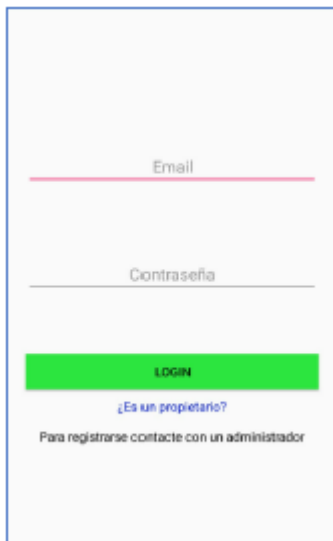 Email
Contraseña
LOGIN
¿Es un propietario?
Para registrarse contacte con un administrador